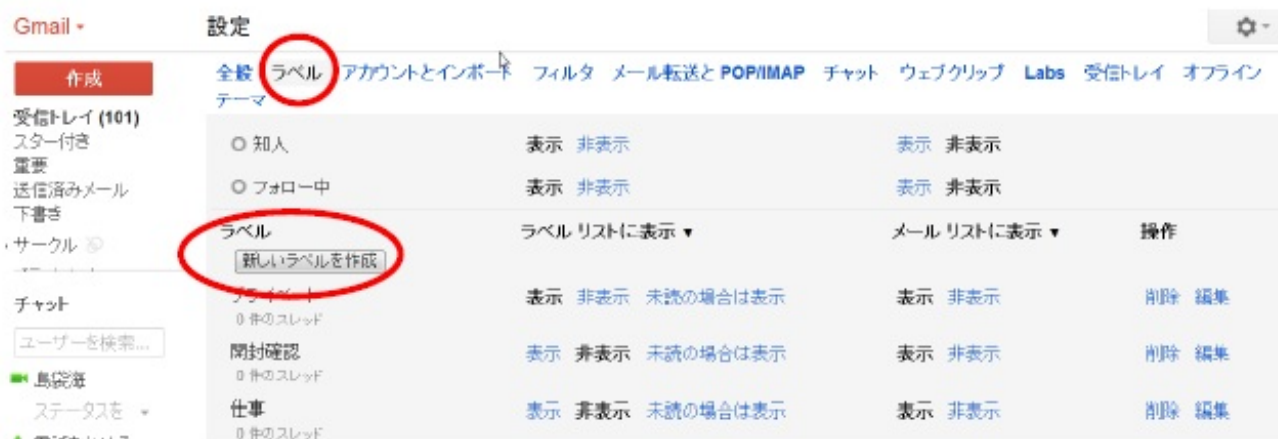 Gmail
設定
作成
全般 ラベル アカウントとインポート フィルタ メール転送と POP/IMAP チャット ウェブクリップ Labs 受信トレイ オフライン
テーマ
受信トレイ (101)
スター付き
重要
送信済みメール
下書き
サークル
チャット
ユーザーを検索...
島袋海
ステータスを
知人 表示 非表示 表示 非表示
フォロー中 表示 非表示 表示 非表示
ラベル ラベル リストに表示 ▼ メール リストに表示 ▼ 操作
新しいラベルを作成
プライベート 表示 非表示 未読の場合は表示 表示 非表示 削除 編集
0 件のスレッド
開封確認 表示 非表示 未読の場合は表示 表示 非表示 削除 編集
0 件のスレッド
仕事 表示 非表示 未読の場合は表示 表示 非表示 削除 編集
0 件のスレッド